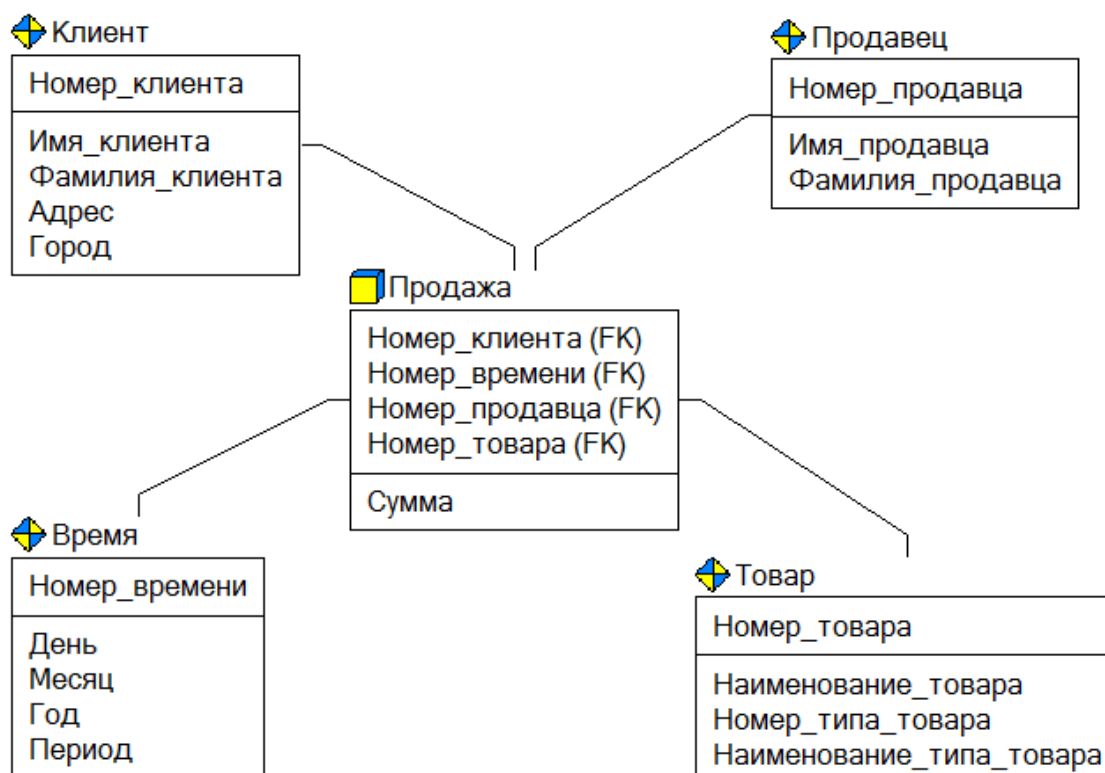 Клиент
Номер_клиента
Имя_клиента
Фамилия_клиента
Адрес
Город
Продавец
Номер_продавца
Имя_продавца
Фамилия_продавца
Продажа
Номер_клиента (FK)
Номер_времени (FK)
Номер_продавца (FK)
Номер_товара (FK)
Сумма
Время
Номер_времени
День
Месяц
Год
Период
Товар
Номер_товара
Наименование_товара
Номер_типа_товара
Наименование_типа_товара